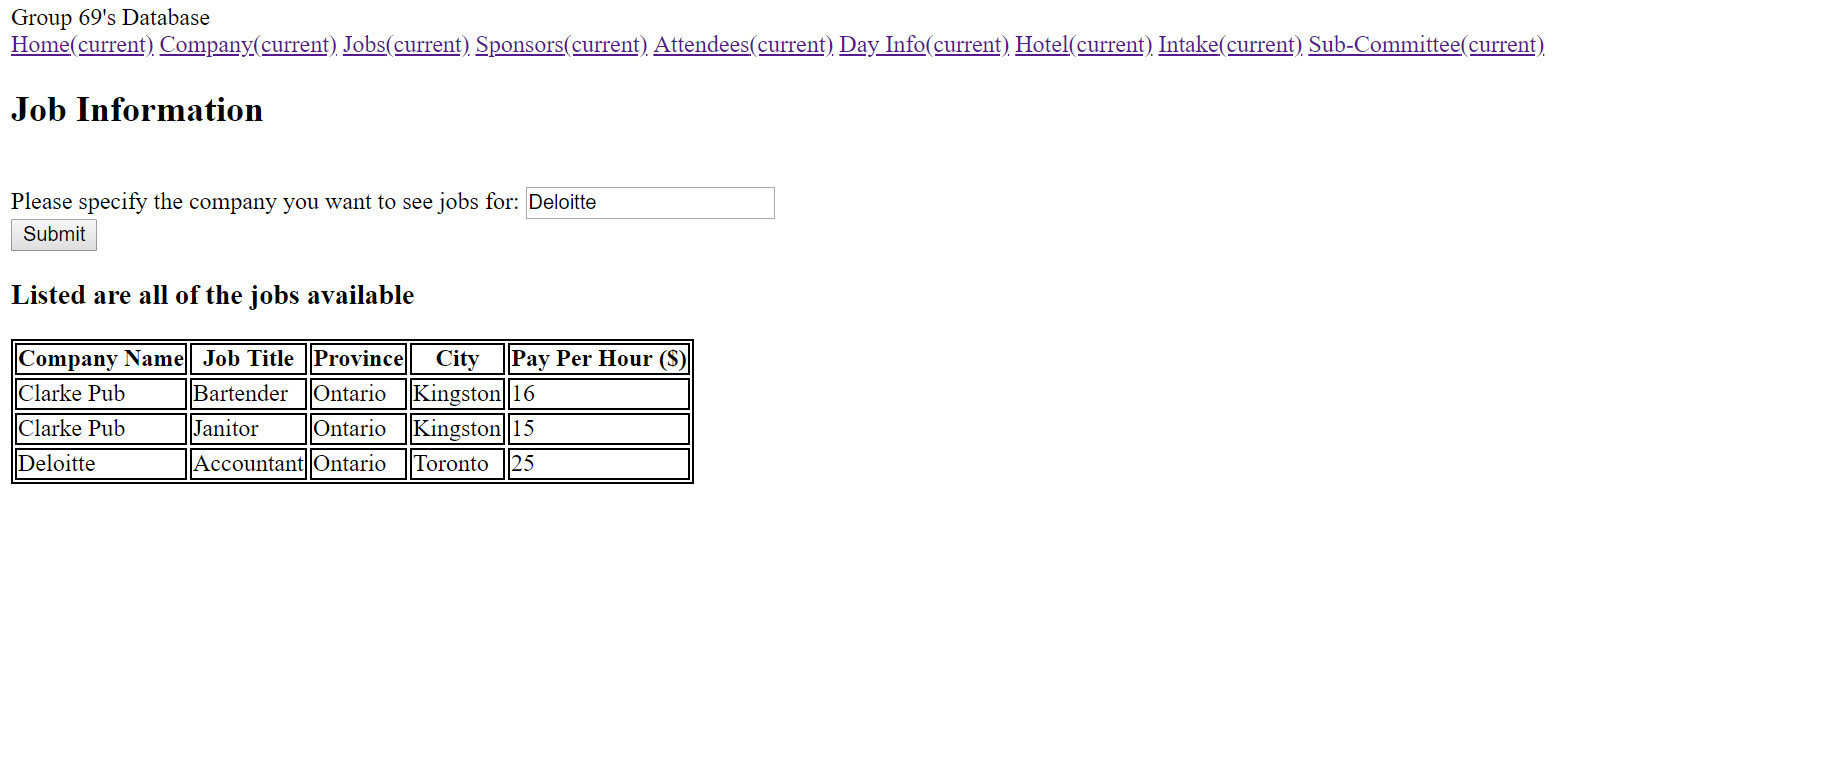 Group 69's Database
Home(current) Company(current) Jobs(current) Sponsors(current) Attendees(current) Day Info(current) Hotel(current) Intake(current) Sub-Committee(current)
Job Information
Please specify the company you want to see jobs for: Deloitte
Submit
Listed are all of the jobs available
Company Name Job Title Province City Pay Per Hour ($)
Clarke Pub Bartender Ontario Kingston 16
Clarke Pub Janitor Ontario Kingston 15
Deloitte Accountant Ontario Toronto 25